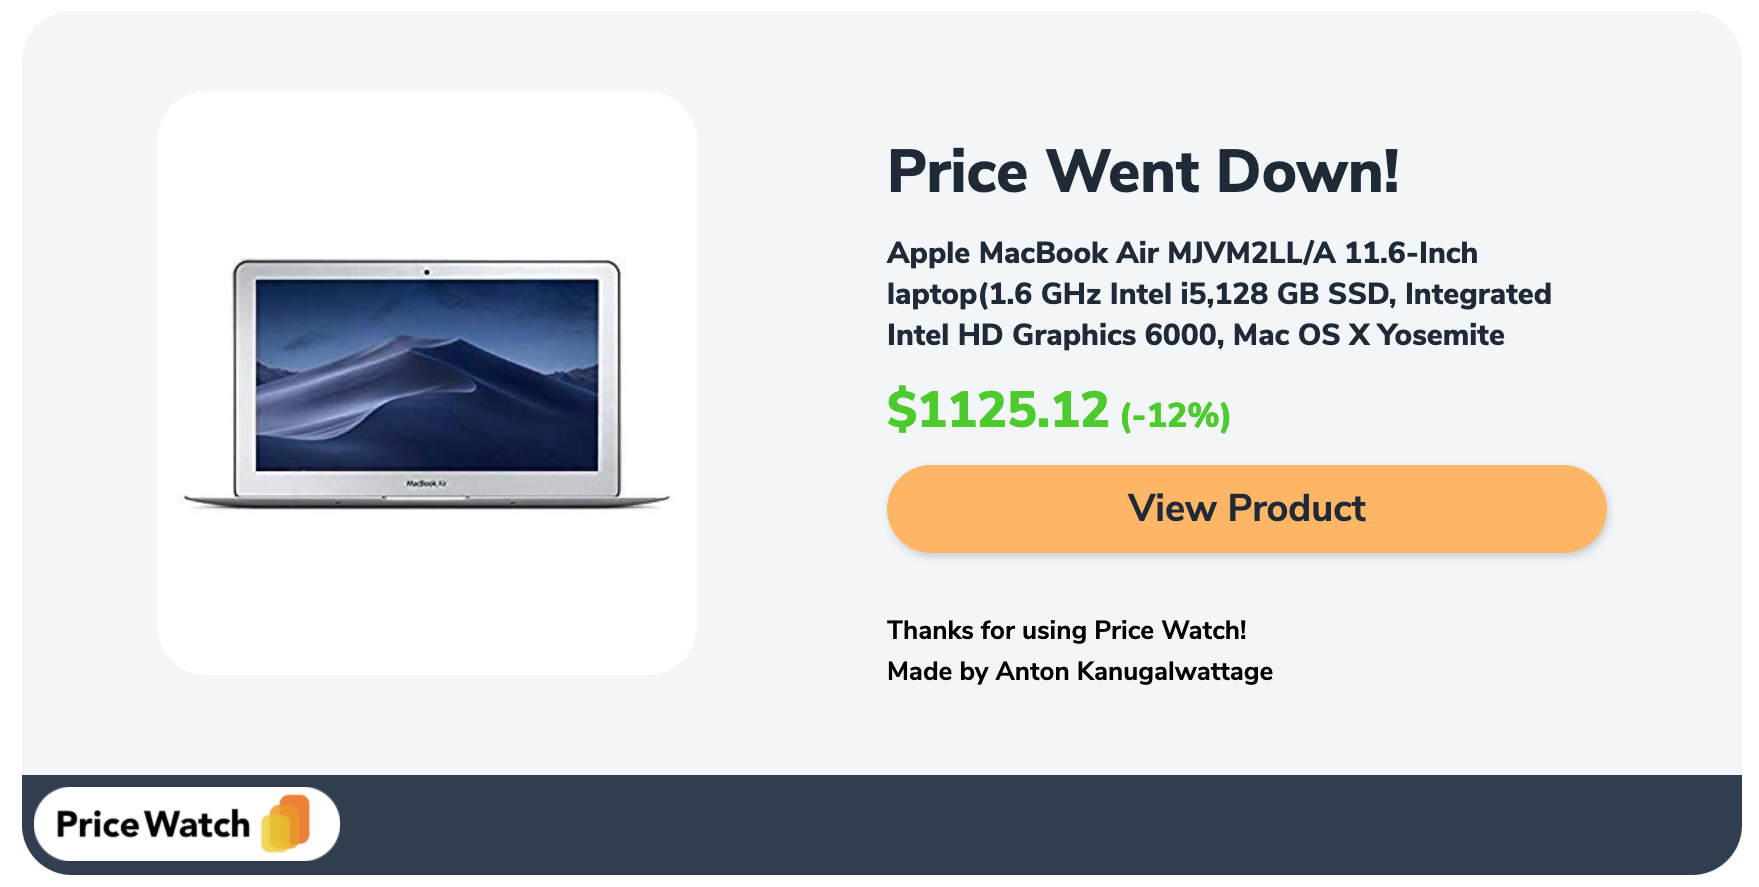 Price Went Down!
Apple MacBook Air MJVM2LL/A 11.6-Inch
laptop(1.6 GHz Intel i5,128 GB SSD, Integrated
Intel HD Graphics 6000, Mac OS X Yosemite
$1125.12 (-12%)
View Product
Thanks for using Price Watch!
Made by Anton Kanugalwattage
MacBook Air
Price Watch